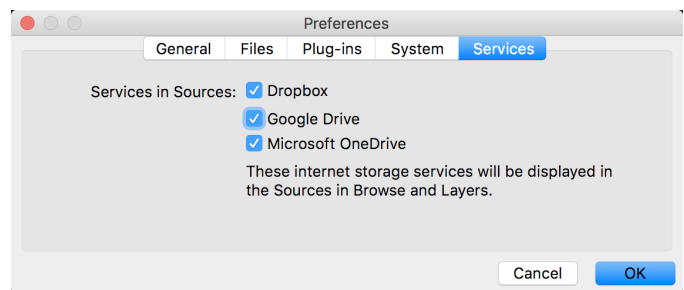 Preferences
General Files Plug-ins System Services
Services in Sources: Dropbox
Google Drive
Microsoft OneDrive
These internet storage services will be displayed in
the Sources in Browse and Layers.
Cancel OK